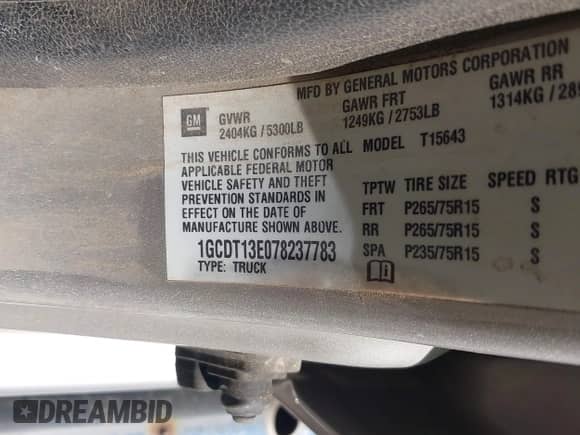 MFD BY GENERAL MOTORS CORPORATION
GM GVWR GAWR FRT GAWR RR
2404KG / 5300LB 1249KG / 2753LB 1314KG / 289
THIS VEHICLE CONFORMS TO ALL MODEL T15643
APPLICABLE FEDERAL MOTOR
VEHICLE SAFETY AND THEFT TPTW TIRE SIZE SPEED RTG
PREVENTION STANDARDS IN FRT P265/75R15 S
EFFECT ON THE DATE OF RR P265/75R15 S
MANUFACTURE SHOWN ABOVE. SPA P235/75R15 S
1GCDT13E078237783
TYPE: TRUCK
DREAMBID